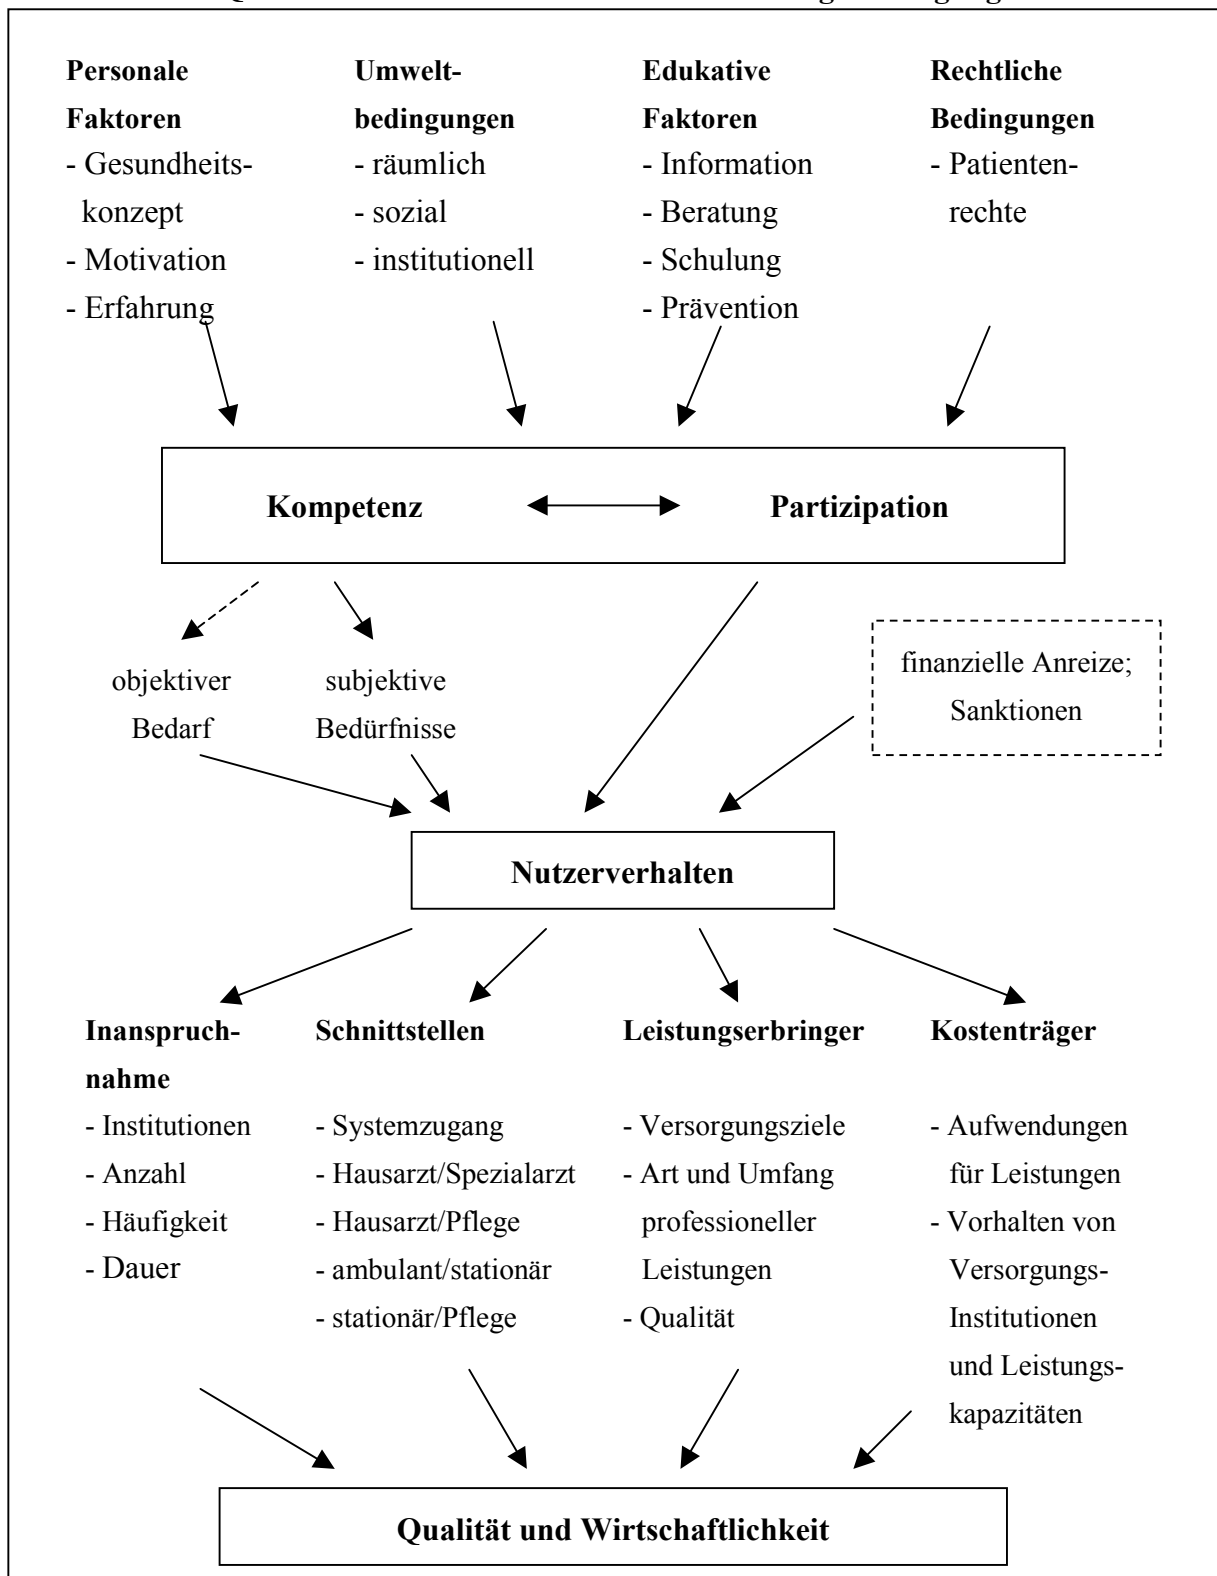 Personale
Faktoren
- Gesundheits-
konzept
- Motivation
- Erfahrung
Umwelt-
bedingungen
- räumlich
- sozial
- institutionell
Edukative
Faktoren
- Information
- Beratung
- Schulung
- Prävention
Rechtliche
Bedingungen
- Patienten-
rechte
Kompetenz Partizipation
objektiver
Bedarf
subjektive
Bedürfnisse
finanzielle Anreize;
Sanktionen
Nutzerverhalten
Inanspruch-
nahme
- Institutionen
- Anzahl
- Häufigkeit
- Dauer
Schnittstellen
- Systemzugang
- Hausarzt/Spezialarzt
- Hausarzt/Pflege
- ambulant/stationär
- stationär/Pflege
Leistungserbringer
- Versorgungsziele
- Art und Umfang
professioneller
Leistungen
- Qualität
Kostenträger
- Aufwendungen
für Leistungen
- Vorhalten von
Versorgungs-
Institutionen
und Leistungs-
kapazitäten
Qualität und Wirtschaftlichkeit